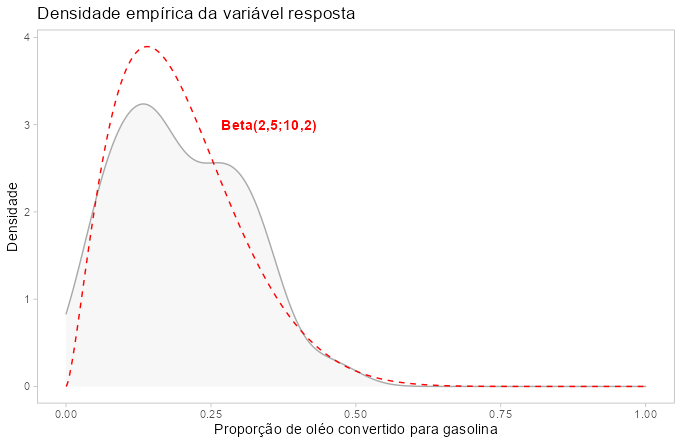 Densidade empírica da variável resposta
4
3
2
1
0
Densidade
Beta(2,5;10,2)
0.00 0.25 0.50 0.75 1.00
Proporção de oléo convertido para gasolina